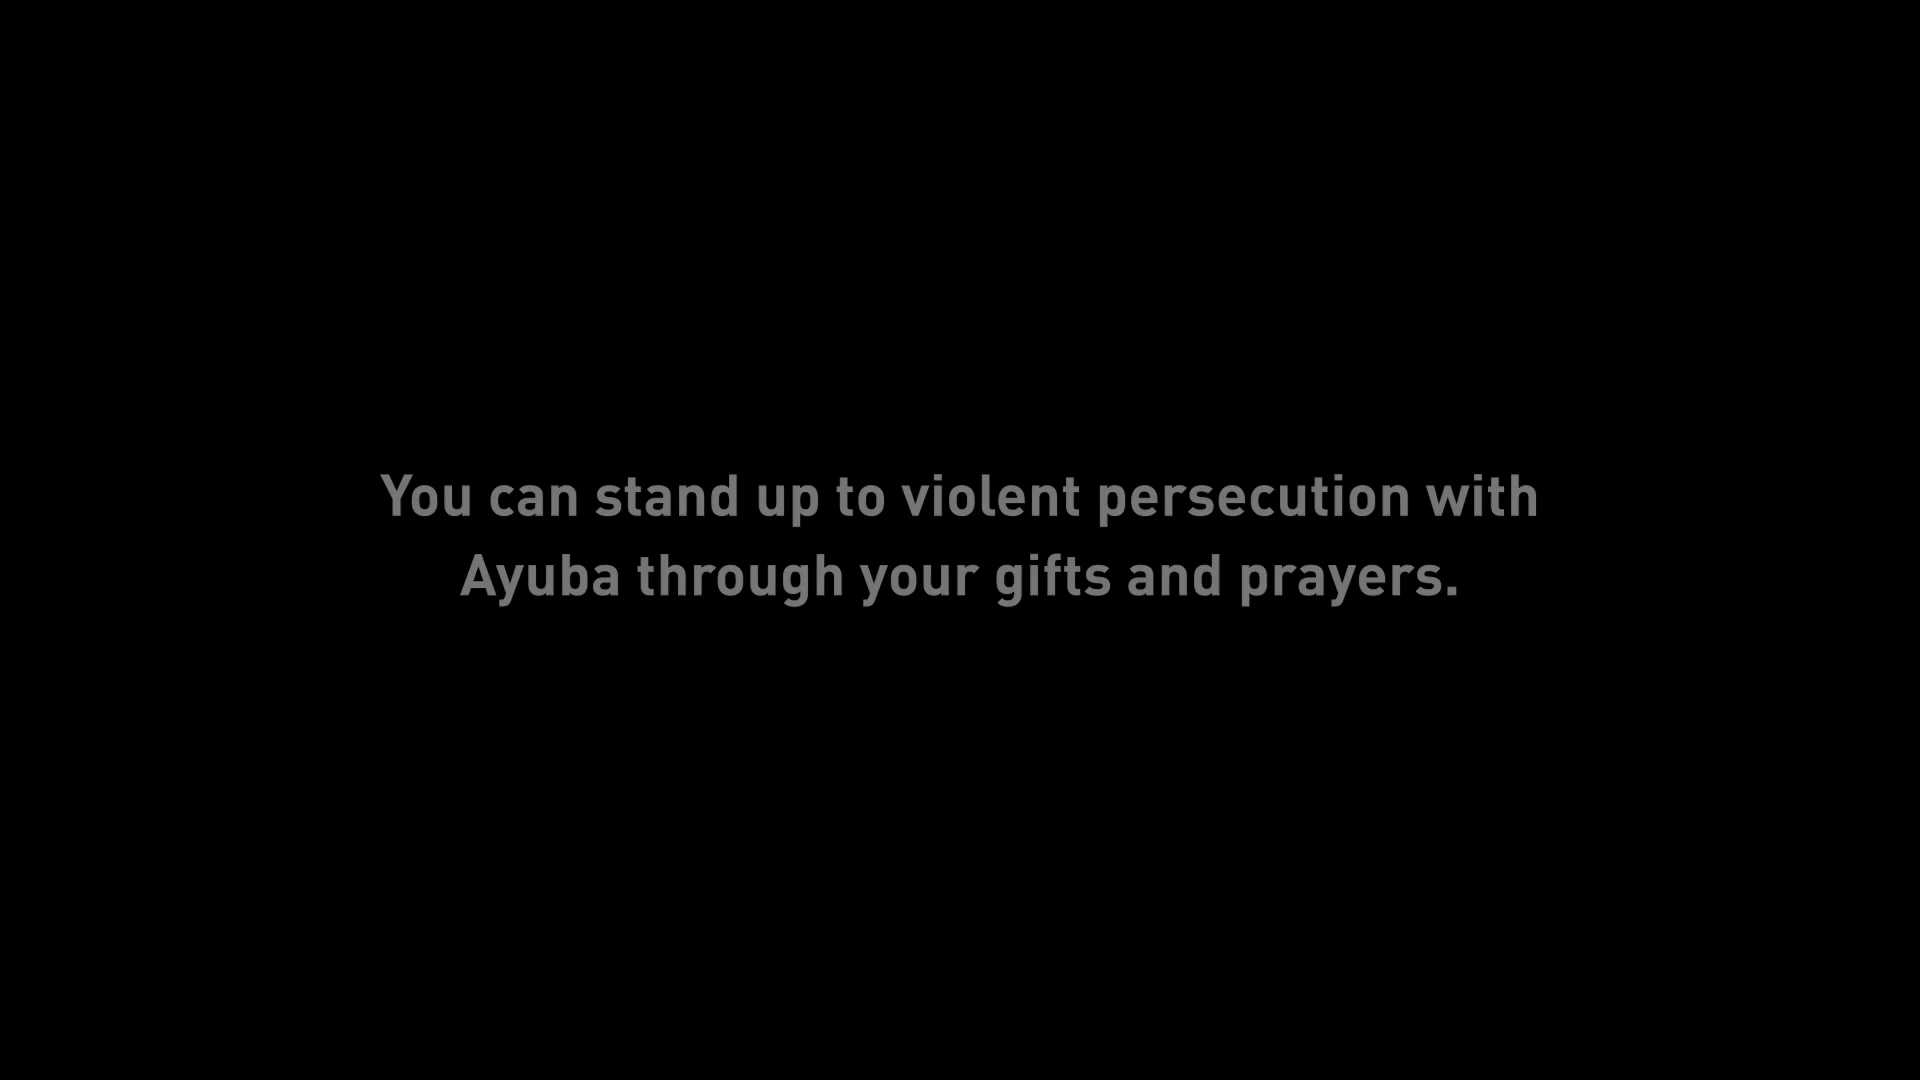 You can stand up to violent persecution with
Ayuba through your gifts and prayers.